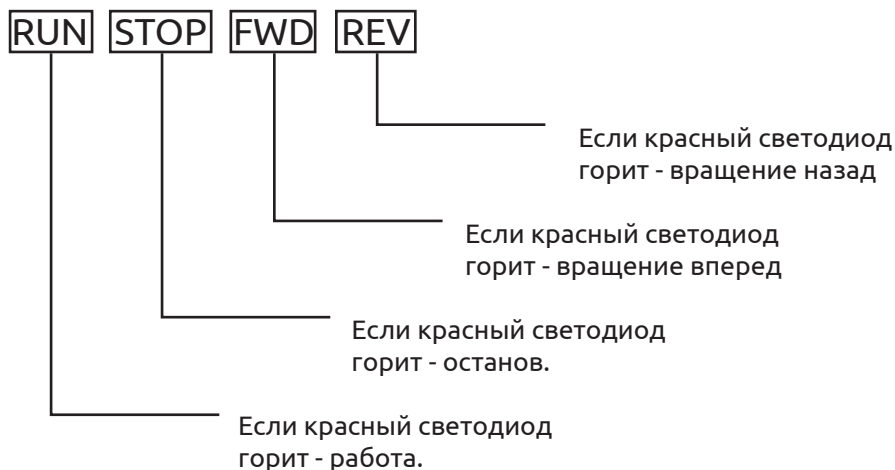 RUN STOP FWD REV
Если красный светодиод
горит - вращение назад
Если красный светодиод
горит - вращение вперед
Если красный светодиод
горит - останов.
Если красный светодиод
горит - работа.